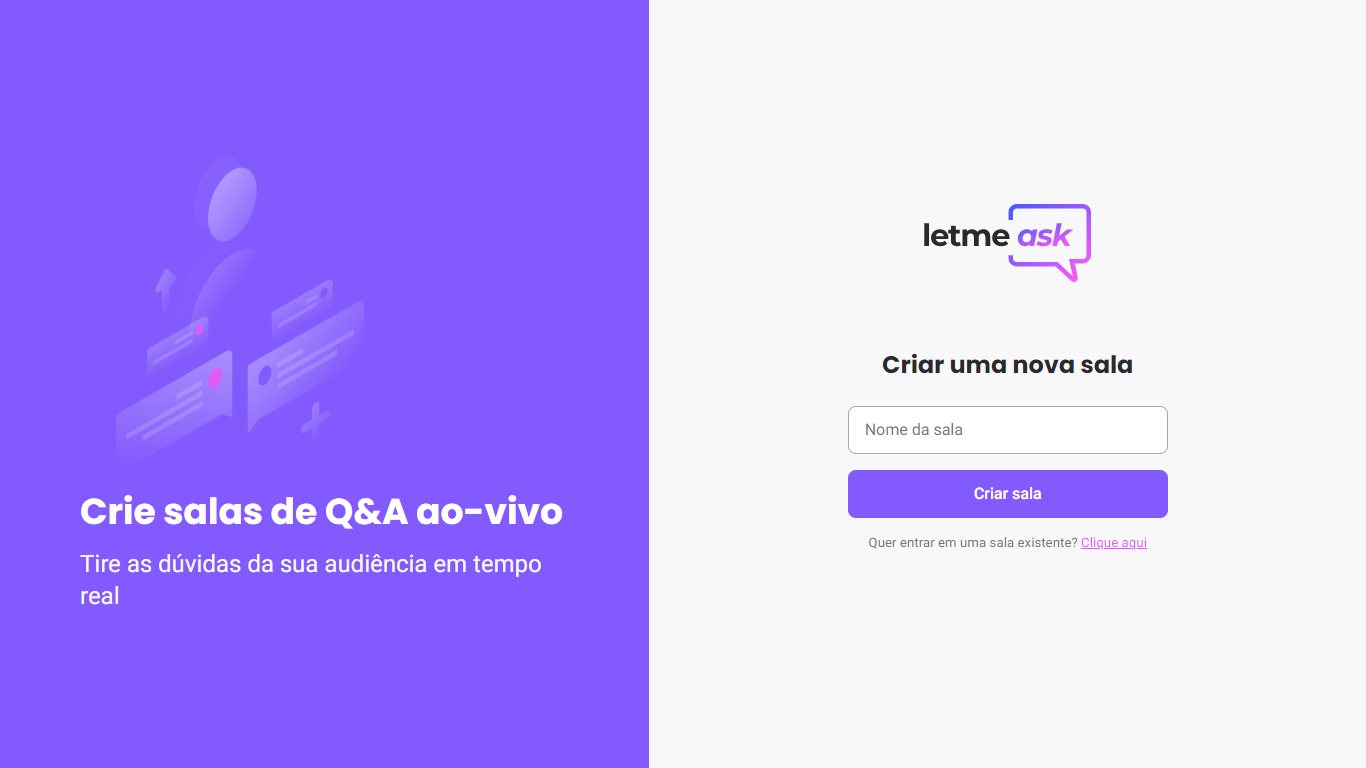 Crie salas de Q&A ao-vivo
Tire as dúvidas da sua audiência em tempo
real
letmeask
Criar uma nova sala
Nome da sala
Criar sala
Quer entrar em uma sala existente? Clique aqui